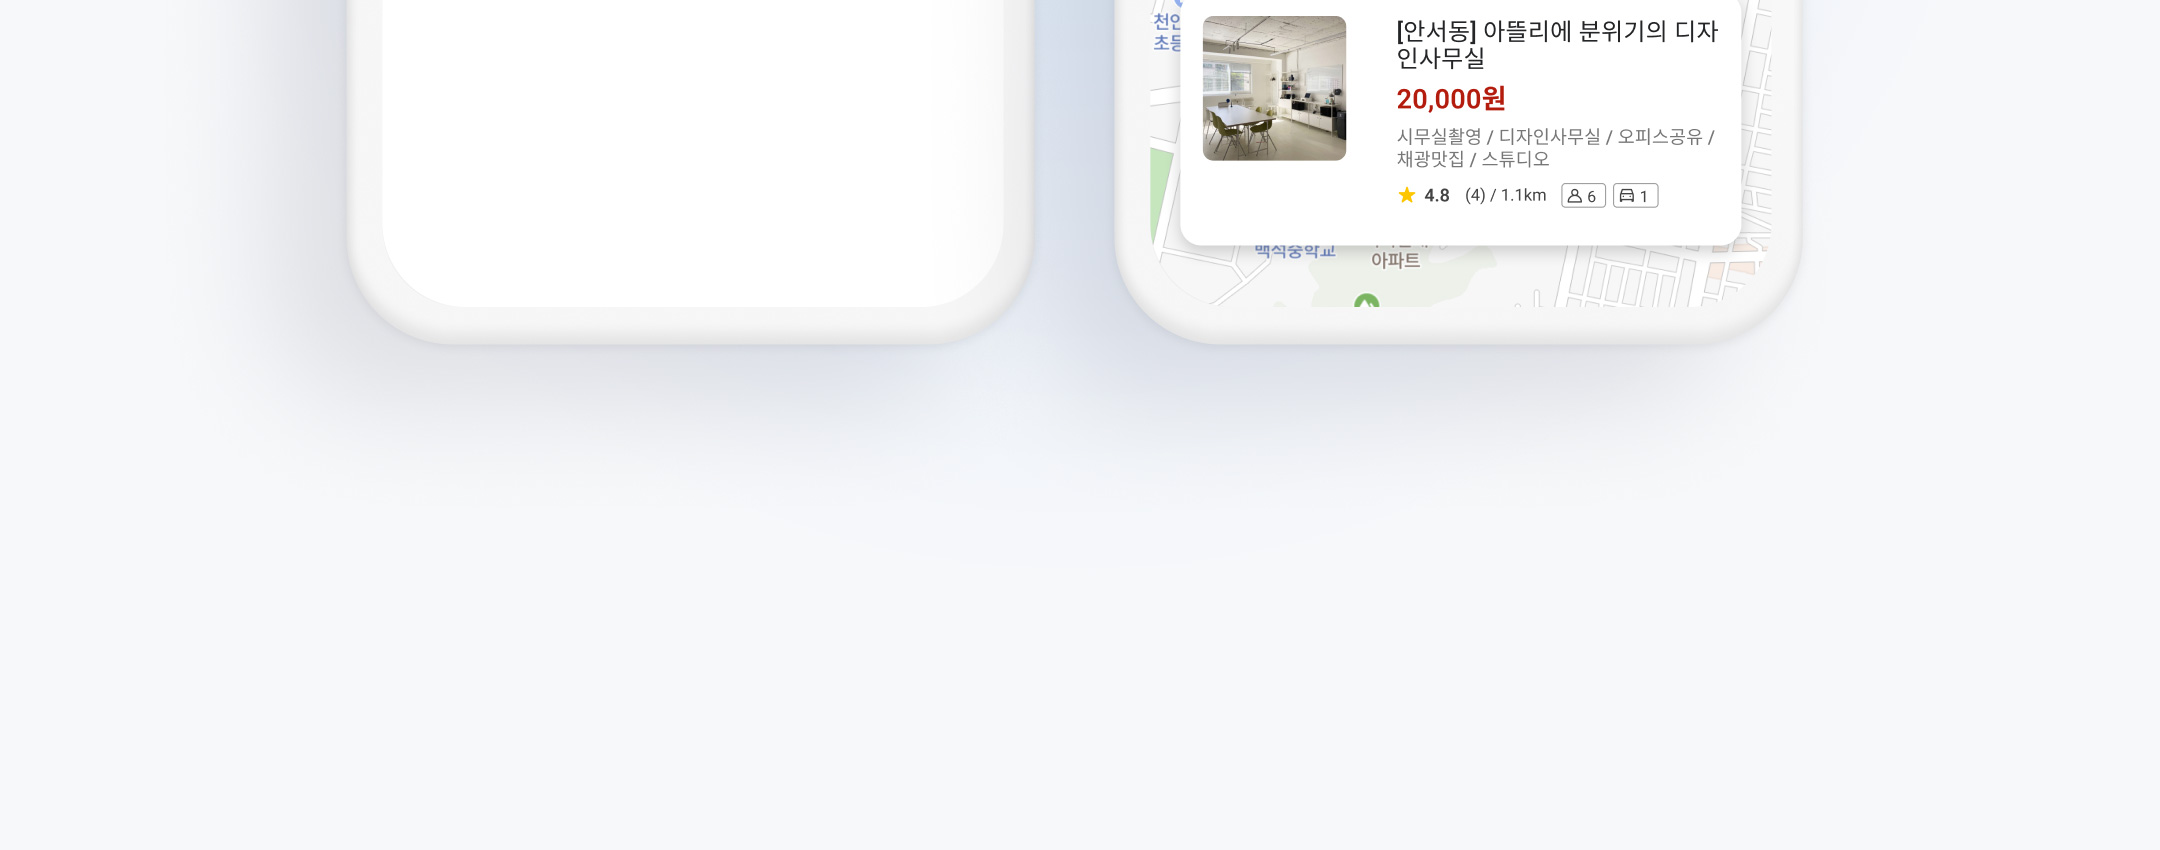 [안서동] 아뜰리에 분위기의 디자
인사무실
20,000원
시무실촬영 / 디자인사무실 / 오피스공유 /
채광맛집 / 스튜디오
4.8 (4) / 1.1km 6 1
천안
초등
백석중학교
아파트